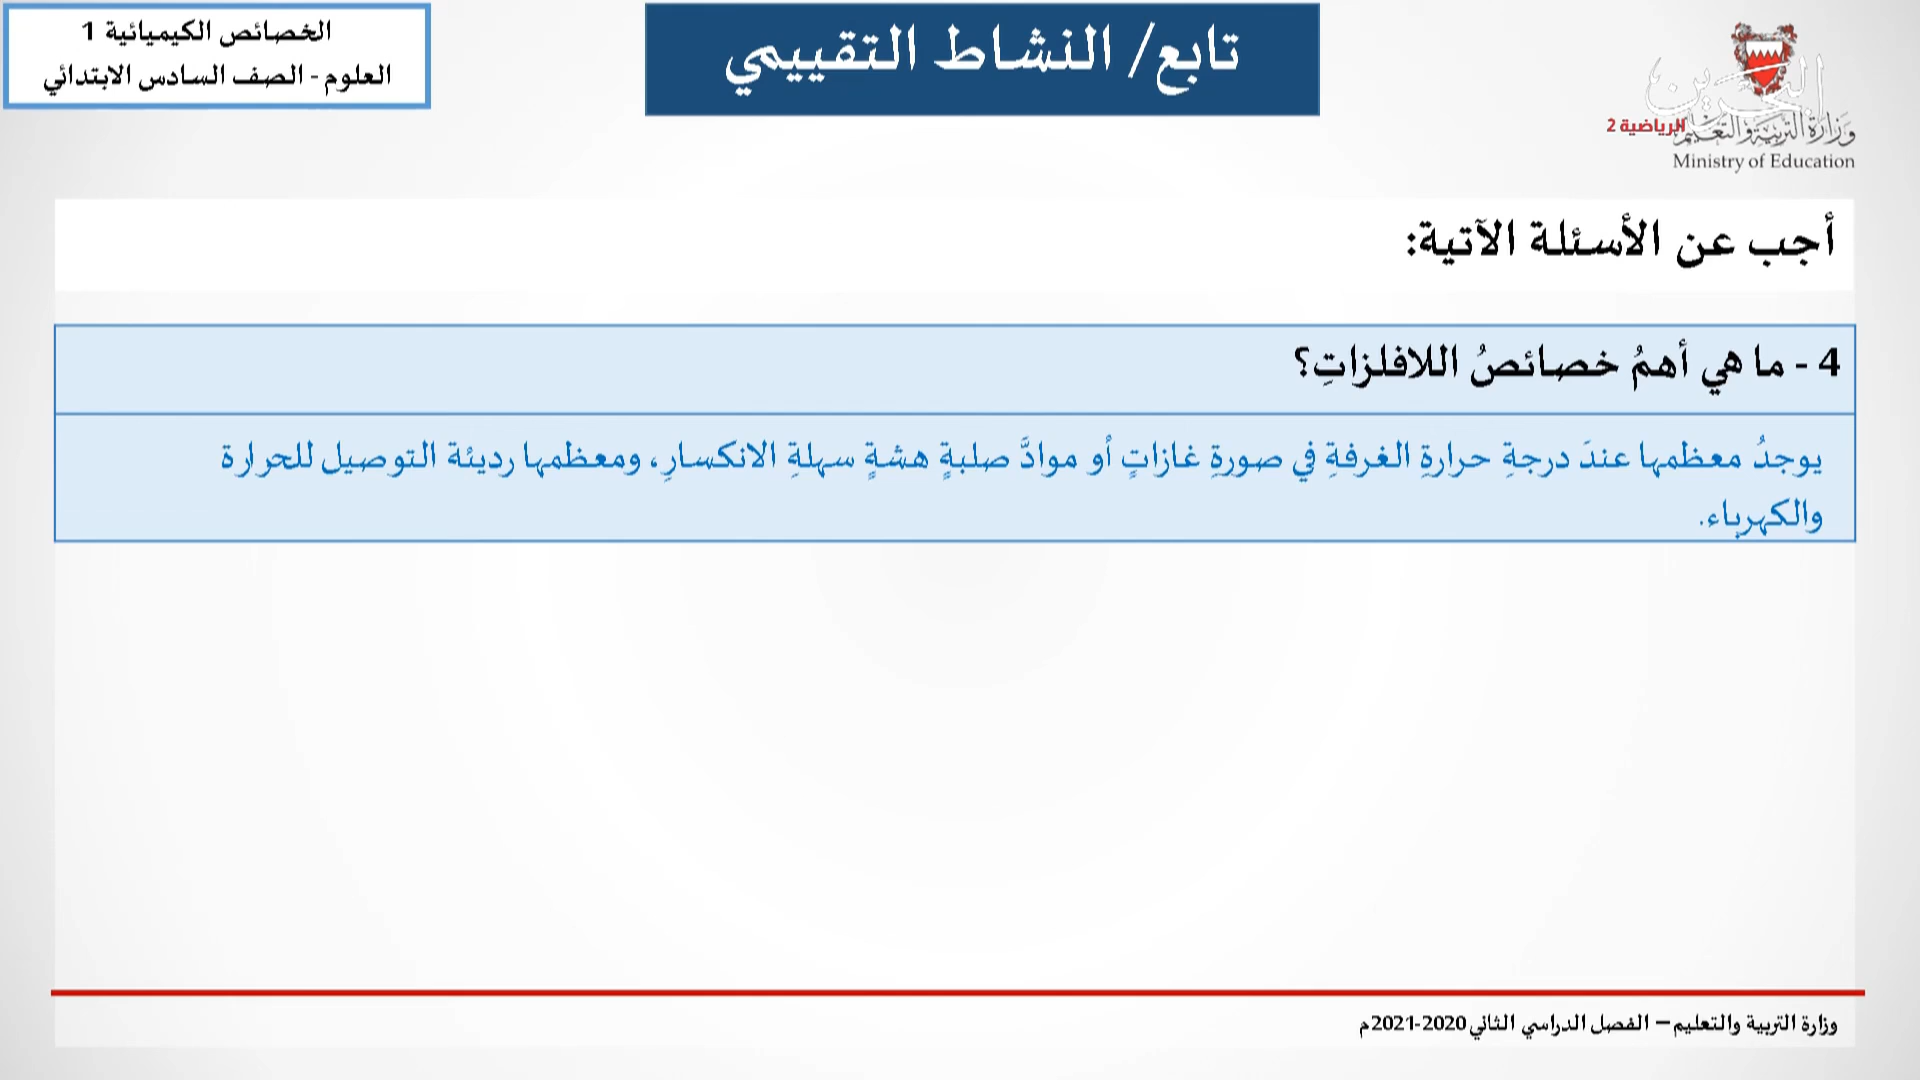 الخصائص الكيميائية 1
العلوم - الصف السادس الابتدائي
تابع/ النشاط التقييمي
البحرين
الرياضية 2
وزارة التربية والتعليم
Ministry of Education
أجب عن الأسئلة الآتية:
4 - ما هي أهمُ خصائصُ اللافلزاتِ؟
يوجدُ معظمها عندَ درجةِ حرارةِ الغرفةِ في صورةِ غازاتٍ أو موادَّ صلبةٍ هشةٍ سهلةِ الانكسارِ، ومعظمها رديئة التوصيل للحرارة
والكهرباء.
وزارة التربية والتعليم – الفصل الدراسي الثاني 2020-2021م